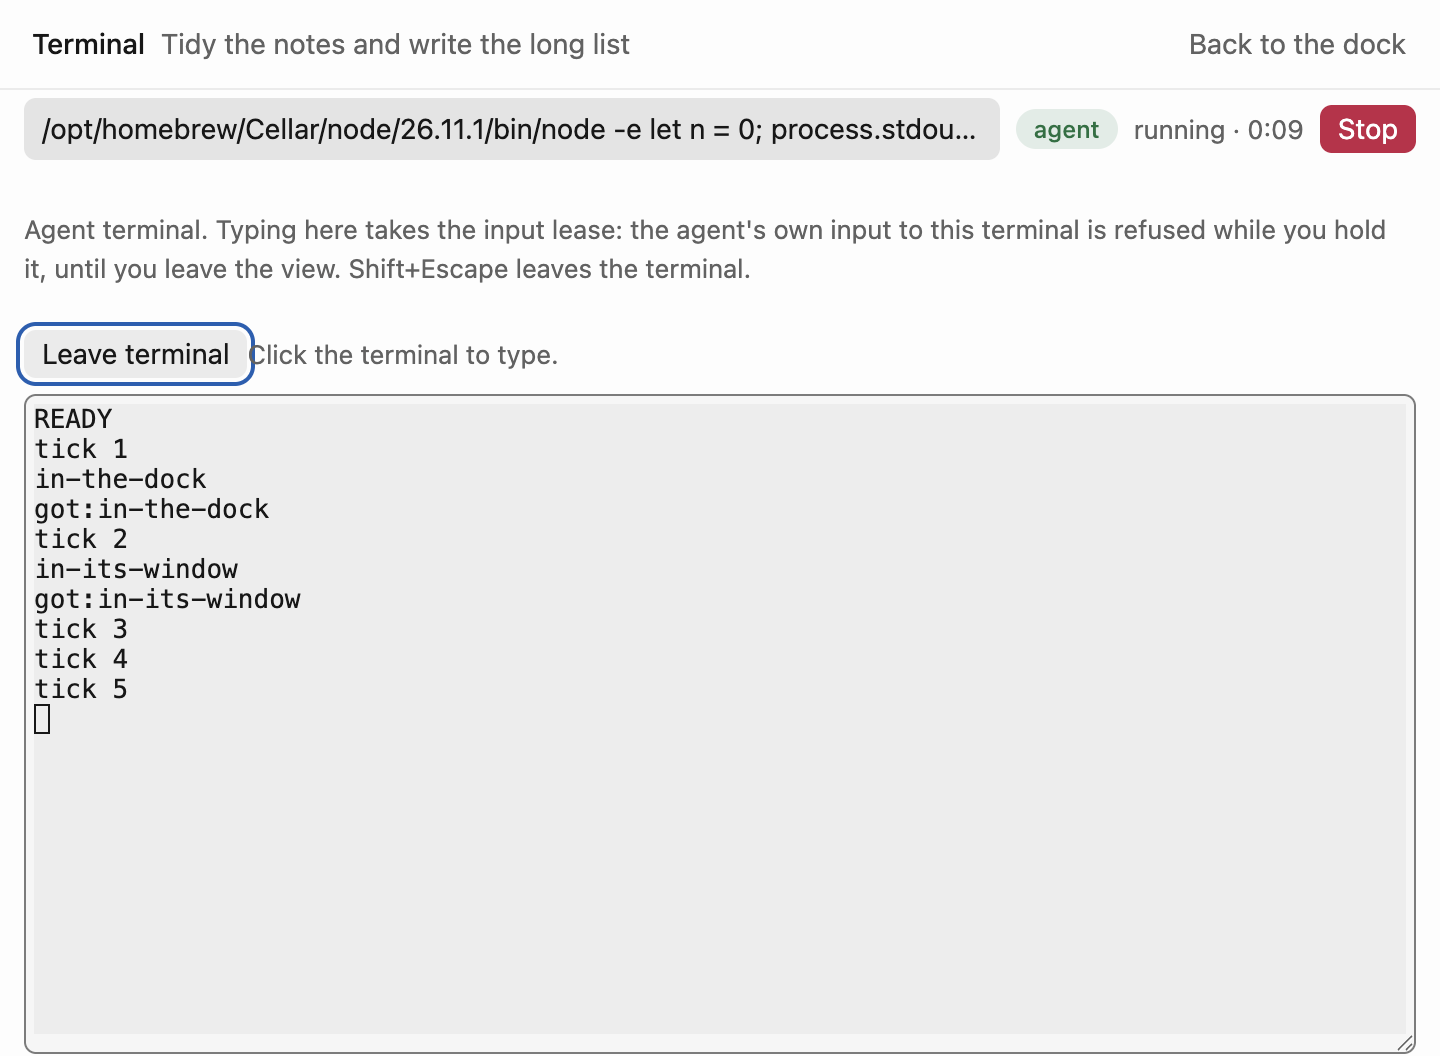 Terminal Tidy the notes and write the long list Back to the dock
/opt/homebrew/Cellar/node/26.11.1/bin/node -e let n = 0; process.stdou... agent running · 0:09 Stop
Agent terminal. Typing here takes the input lease: the agent's own input to this terminal is refused while you hold
it, until you leave the view. Shift+Escape leaves the terminal.
Leave terminal Click the terminal to type.
READY
tick 1
in-the-dock
got:in-the-dock
tick 2
in-its-window
got:in-its-window
tick 3
tick 4
tick 5